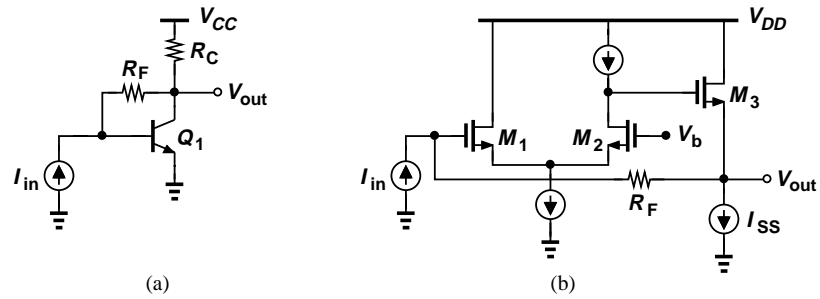 V_CC
R_C
R_F
V_out
Q_1
I_in
(a)
V_DD
M_3
M_1
M_2
V_b
I_in
R_F
V_out
I_SS
(b)